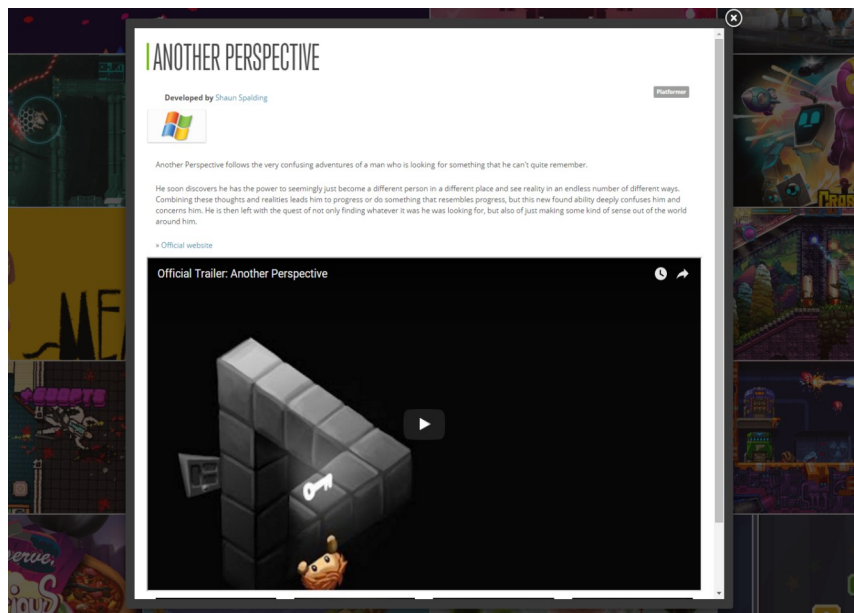 ANOTHER PERSPECTIVE
Developed by Shaun Spalding
Platformer
Another Perspective follows the very confusing adventures of a man who is looking for something that he can't quite remember.
He soon discovers he has the power to seemingly just become a different person in a different place and see reality in an endless number of different ways.
Combining these thoughts and realities leads him to progress or do something that resembles progress, but this new found ability deeply confuses him and
concerns him. He is then left with the quest of not only finding whatever it was he was looking for, but also of just making some kind of sense out of the world
around him.
» Official website
Official Trailer: Another Perspective